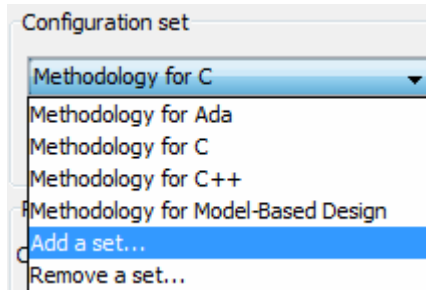 Configuration set
Methodology for C
Methodology for Ada
Methodology for C
Methodology for C++
Methodology for Model-Based Design
Add a set...
Remove a set...